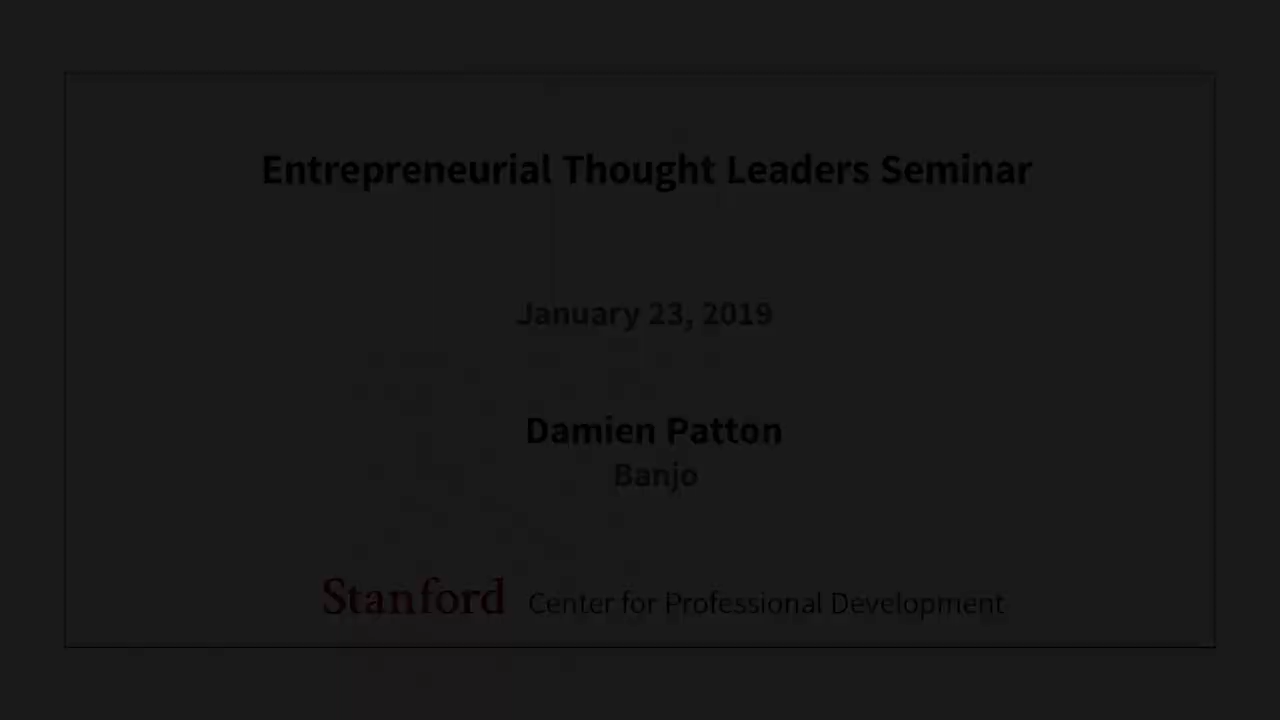 Entrepreneurial Thought Leaders Seminar
January 23, 2019
Damien Patton
Banjo
Stanford Center for Professional Development